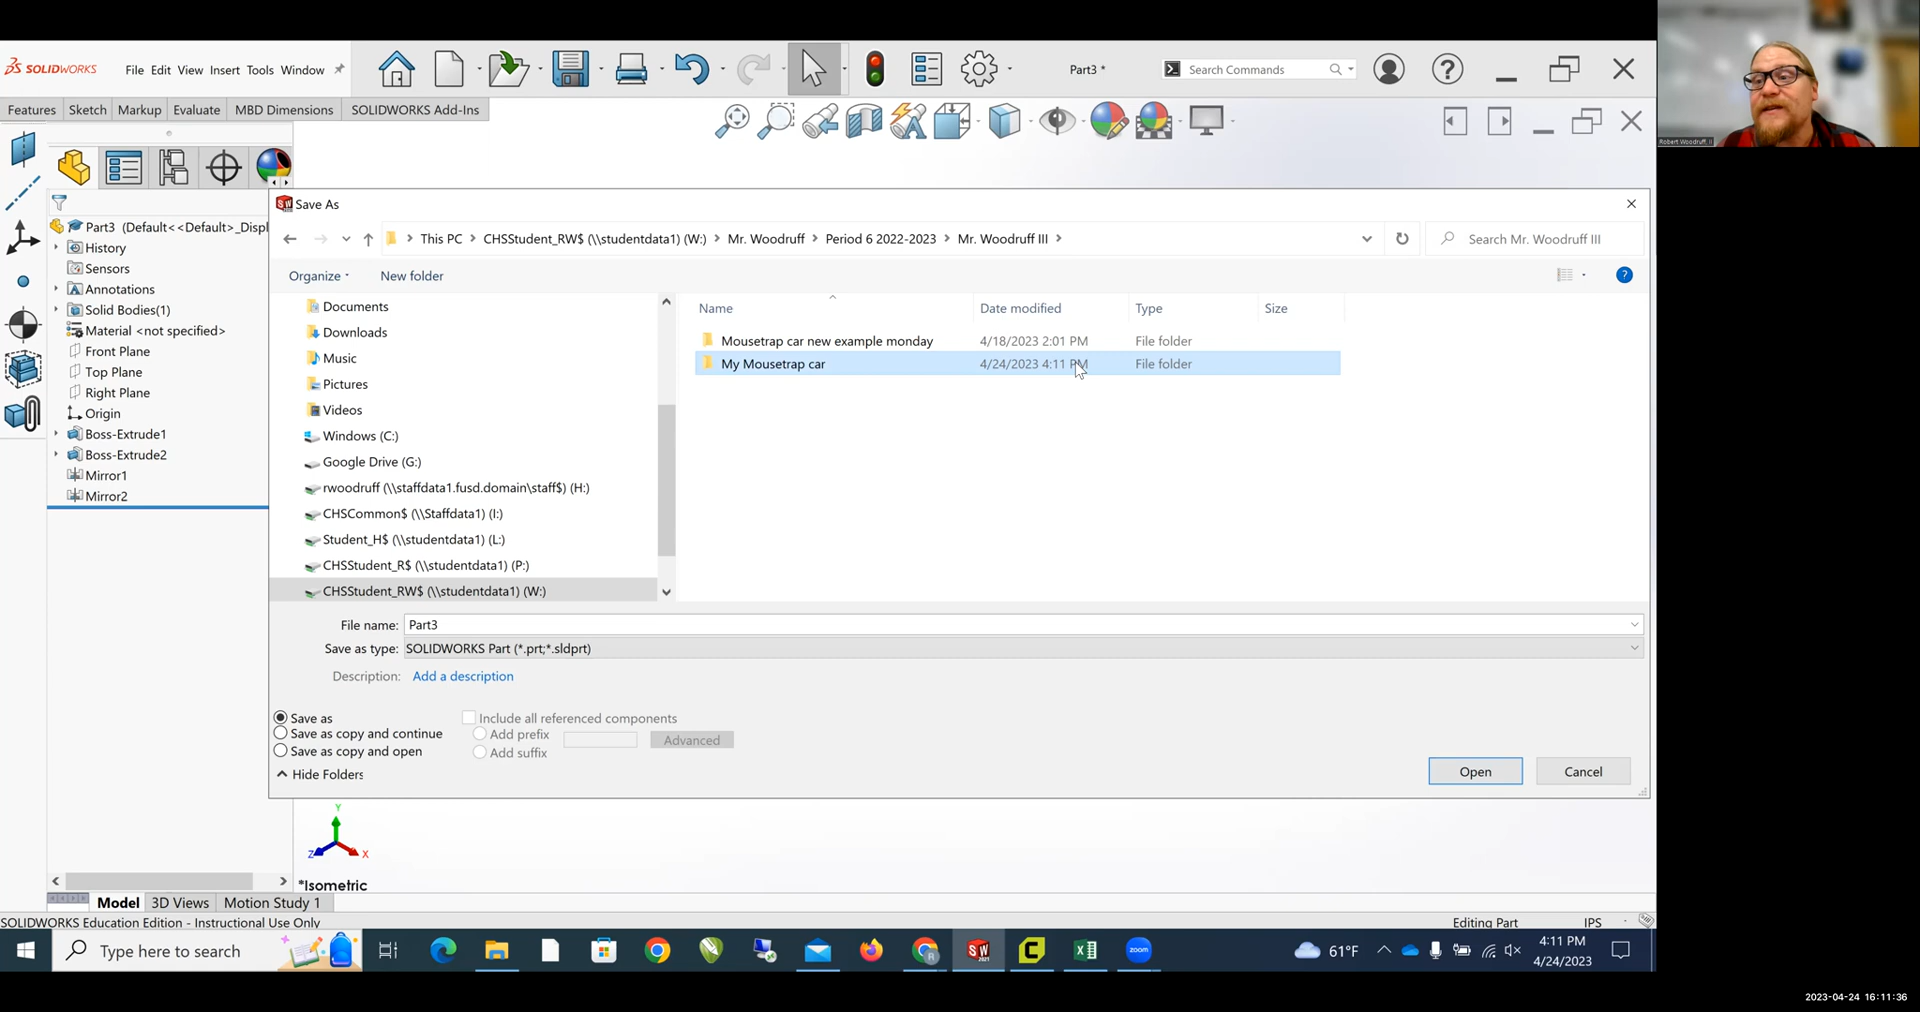 SOLIDWORKS File Edit View Insert Tools Window Part3 * Search Commands
Features Sketch Markup Evaluate MBD Dimensions SOLIDWORKS Add-Ins
Robert Woodruff, II
Save As
This PC CHSStudent_RW$ (\\studentdata1) (W:) Mr. Woodruff Period 6 2022-2023 Mr. Woodruff III Search Mr. Woodruff III
Organize New folder
Part3 (Default<<Default>_Displ
History
Sensors
Annotations
Solid Bodies(1)
Material <not specified>
Front Plane
Top Plane
Right Plane
Origin
Boss-Extrude1
Boss-Extrude2
Mirror1
Mirror2
Documents
Downloads
Music
Pictures
Videos
Windows (C:)
Google Drive (G:)
rwoodruff (\\staffdata1.fusd.domain\staff$) (H:)
CHSCommon$ (\\Staffdata1) (I:)
Student_H$ (\\studentdata1) (L:)
CHSStudent_R$ (\\studentdata1) (P:)
CHSStudent_RW$ (\\studentdata1) (W:)
Name Date modified Type Size
Mousetrap car new example monday 4/18/2023 2:01 PM File folder
My Mousetrap car 4/24/2023 4:11 PM File folder
File name: Part3
Save as type: SOLIDWORKS Part (*.prt;*.sldprt)
Description: Add a description
Save as Include all referenced components
Save as copy and continue Add prefix Advanced
Save as copy and open Add suffix
Hide Folders
Open Cancel
Y
Z X
*Isometric
Model 3D Views Motion Study 1
SOLIDWORKS Education Edition - Instructional Use Only Editing Part IPS
Type here to search zoom 61°F 4:11 PM
4/24/2023
2023-04-24 16:11:36